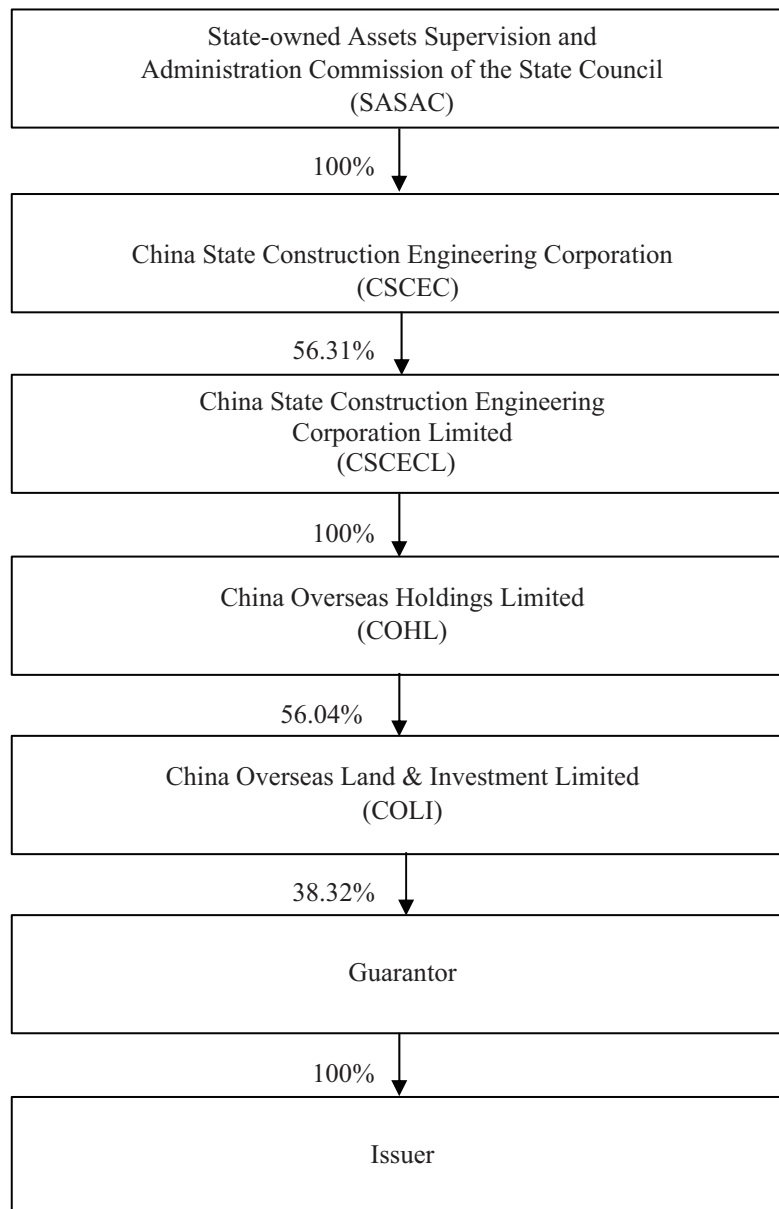 State-owned Assets Supervision and
Administration Commission of the State Council
(SASAC)
100%
China State Construction Engineering Corporation
(CSCEC)
56.31%
China State Construction Engineering
Corporation Limited
(CSCECL)
100%
China Overseas Holdings Limited
(COHL)
56.04%
China Overseas Land & Investment Limited
(COLI)
38.32%
Guarantor
100%
Issuer